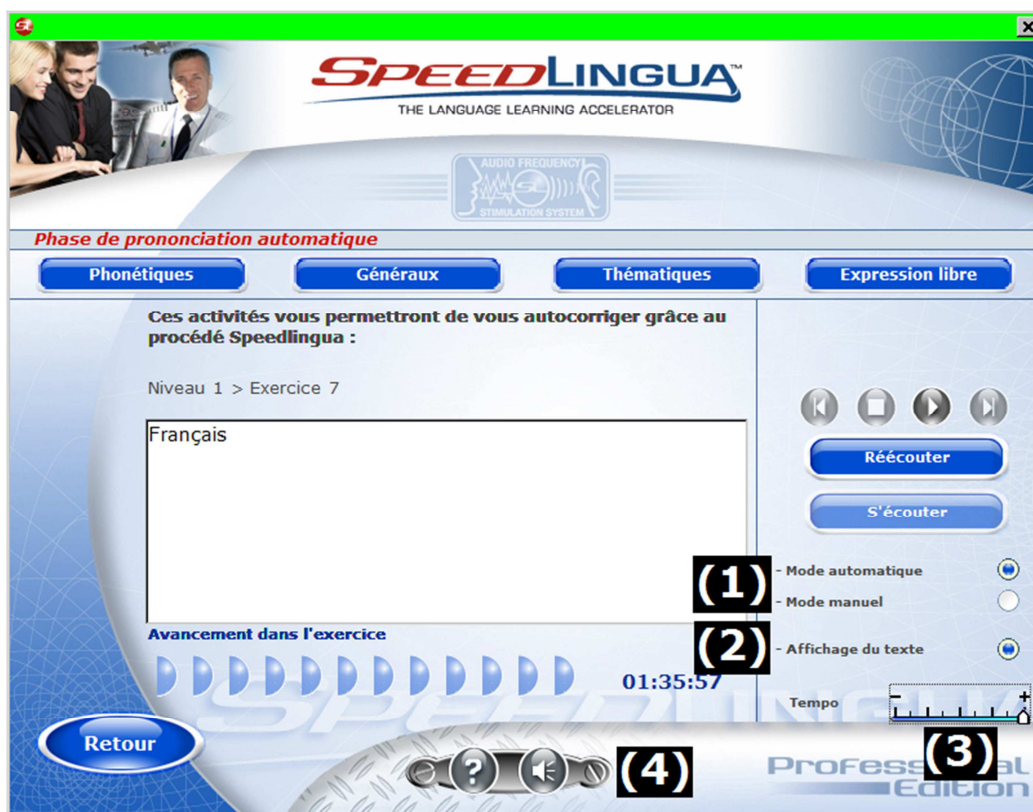 SPEEDLINGUA™
THE LANGUAGE LEARNING ACCELERATOR
AUDIO FREQUENCY
SL
STIMULATION SYSTEM
Phase de prononciation automatique
Phonétiques Généraux Thématiques Expression libre
Ces activités vous permettront de vous autocorriger grâce au
procédé Speedlingua :
Niveau 1 > Exercice 7
Français
Réécouter
S'écouter
(1) - Mode automatique
- Mode manuel
Avancement dans l'exercice
(2) - Affichage du texte
01:35:57
Tempo - +
SPEEDLINGUA
Retour
? (4)
(3)
Professional
Edition